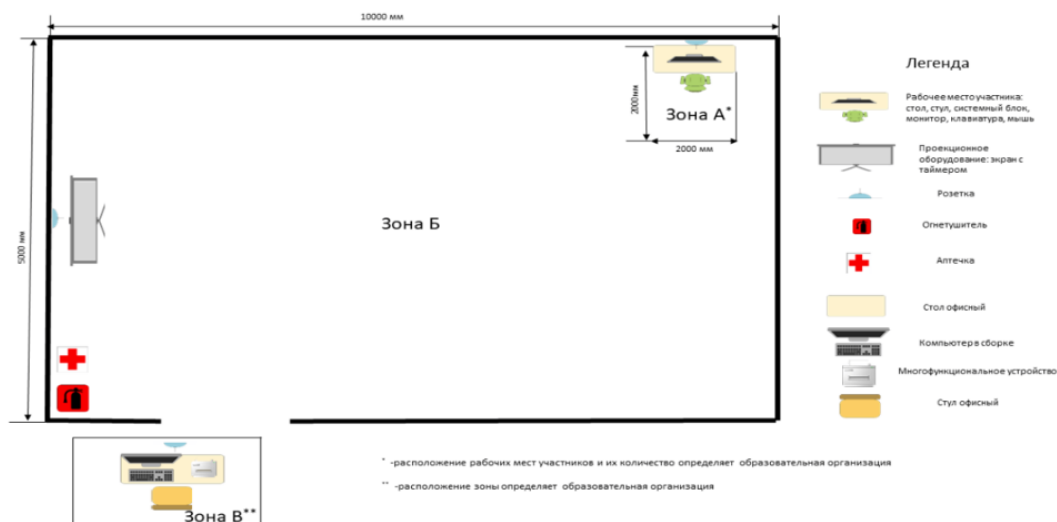 10000 мм
5000 мм
2000мм
Зона А*
2000 мм
Зона Б
Легенда
Рабочее место участника:
стол, стул, системный блок,
монитор, клавиатура, мышь
Проекционное
оборудование: экран с
таймером
Розетка
Огнетушитель
Аптечка
Стол офисный
Компьютер в сборке
Многофункциональное устройство
Стул офисный
Зона В**
* -расположение рабочих мест участников и их количество определяет образовательная организация
** -расположение зоны определяет образовательная организация